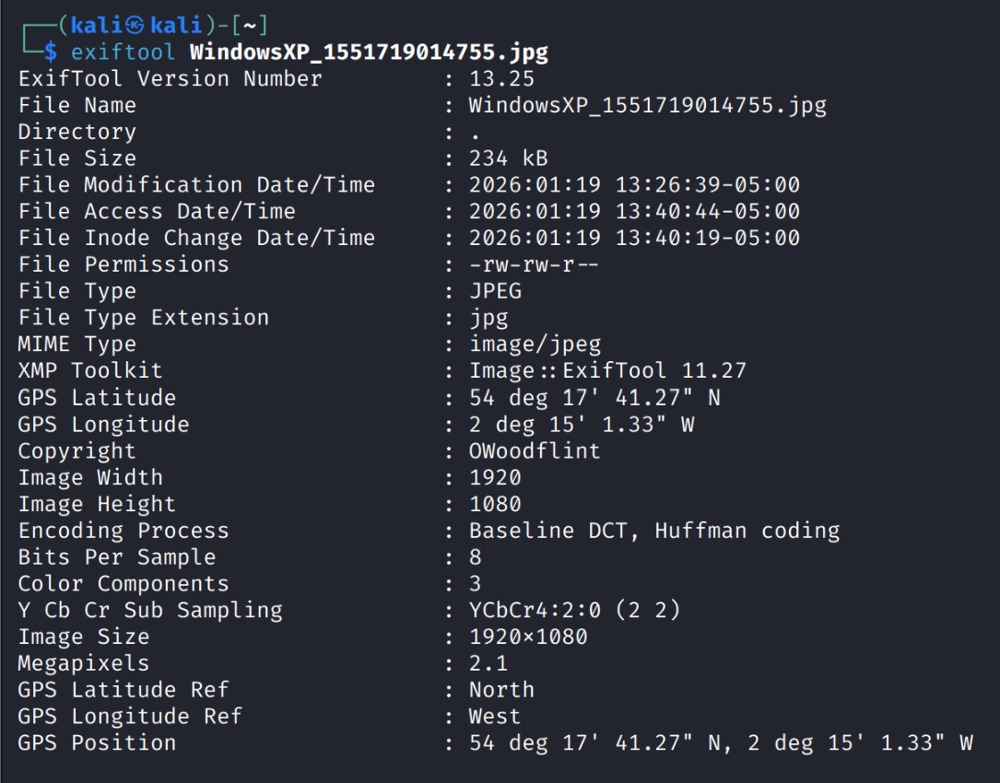 ┌──(kali㉿kali)-[~]
└─$ exiftool WindowsXP_1551719014755.jpg
ExifTool Version Number         : 13.25
File Name                       : WindowsXP_1551719014755.jpg
Directory                       : .
File Size                       : 234 kB
File Modification Date/Time     : 2026:01:19 13:26:39-05:00
File Access Date/Time           : 2026:01:19 13:40:44-05:00
File Inode Change Date/Time     : 2026:01:19 13:40:19-05:00
File Permissions                : -rw-rw-r--
File Type                       : JPEG
File Type Extension             : jpg
MIME Type                       : image/jpeg
XMP Toolkit                     : Image::ExifTool 11.27
GPS Latitude                    : 54 deg 17' 41.27" N
GPS Longitude                   : 2 deg 15' 1.33" W
Copyright                       : OWoodflint
Image Width                     : 1920
Image Height                    : 1080
Encoding Process                : Baseline DCT, Huffman coding
Bits Per Sample                 : 8
Color Components                : 3
Y Cb Cr Sub Sampling            : YCbCr4:2:0 (2 2)
Image Size                      : 1920×1080
Megapixels                      : 2.1
GPS Latitude Ref                : North
GPS Longitude Ref               : West
GPS Position                    : 54 deg 17' 41.27" N, 2 deg 15' 1.33" W